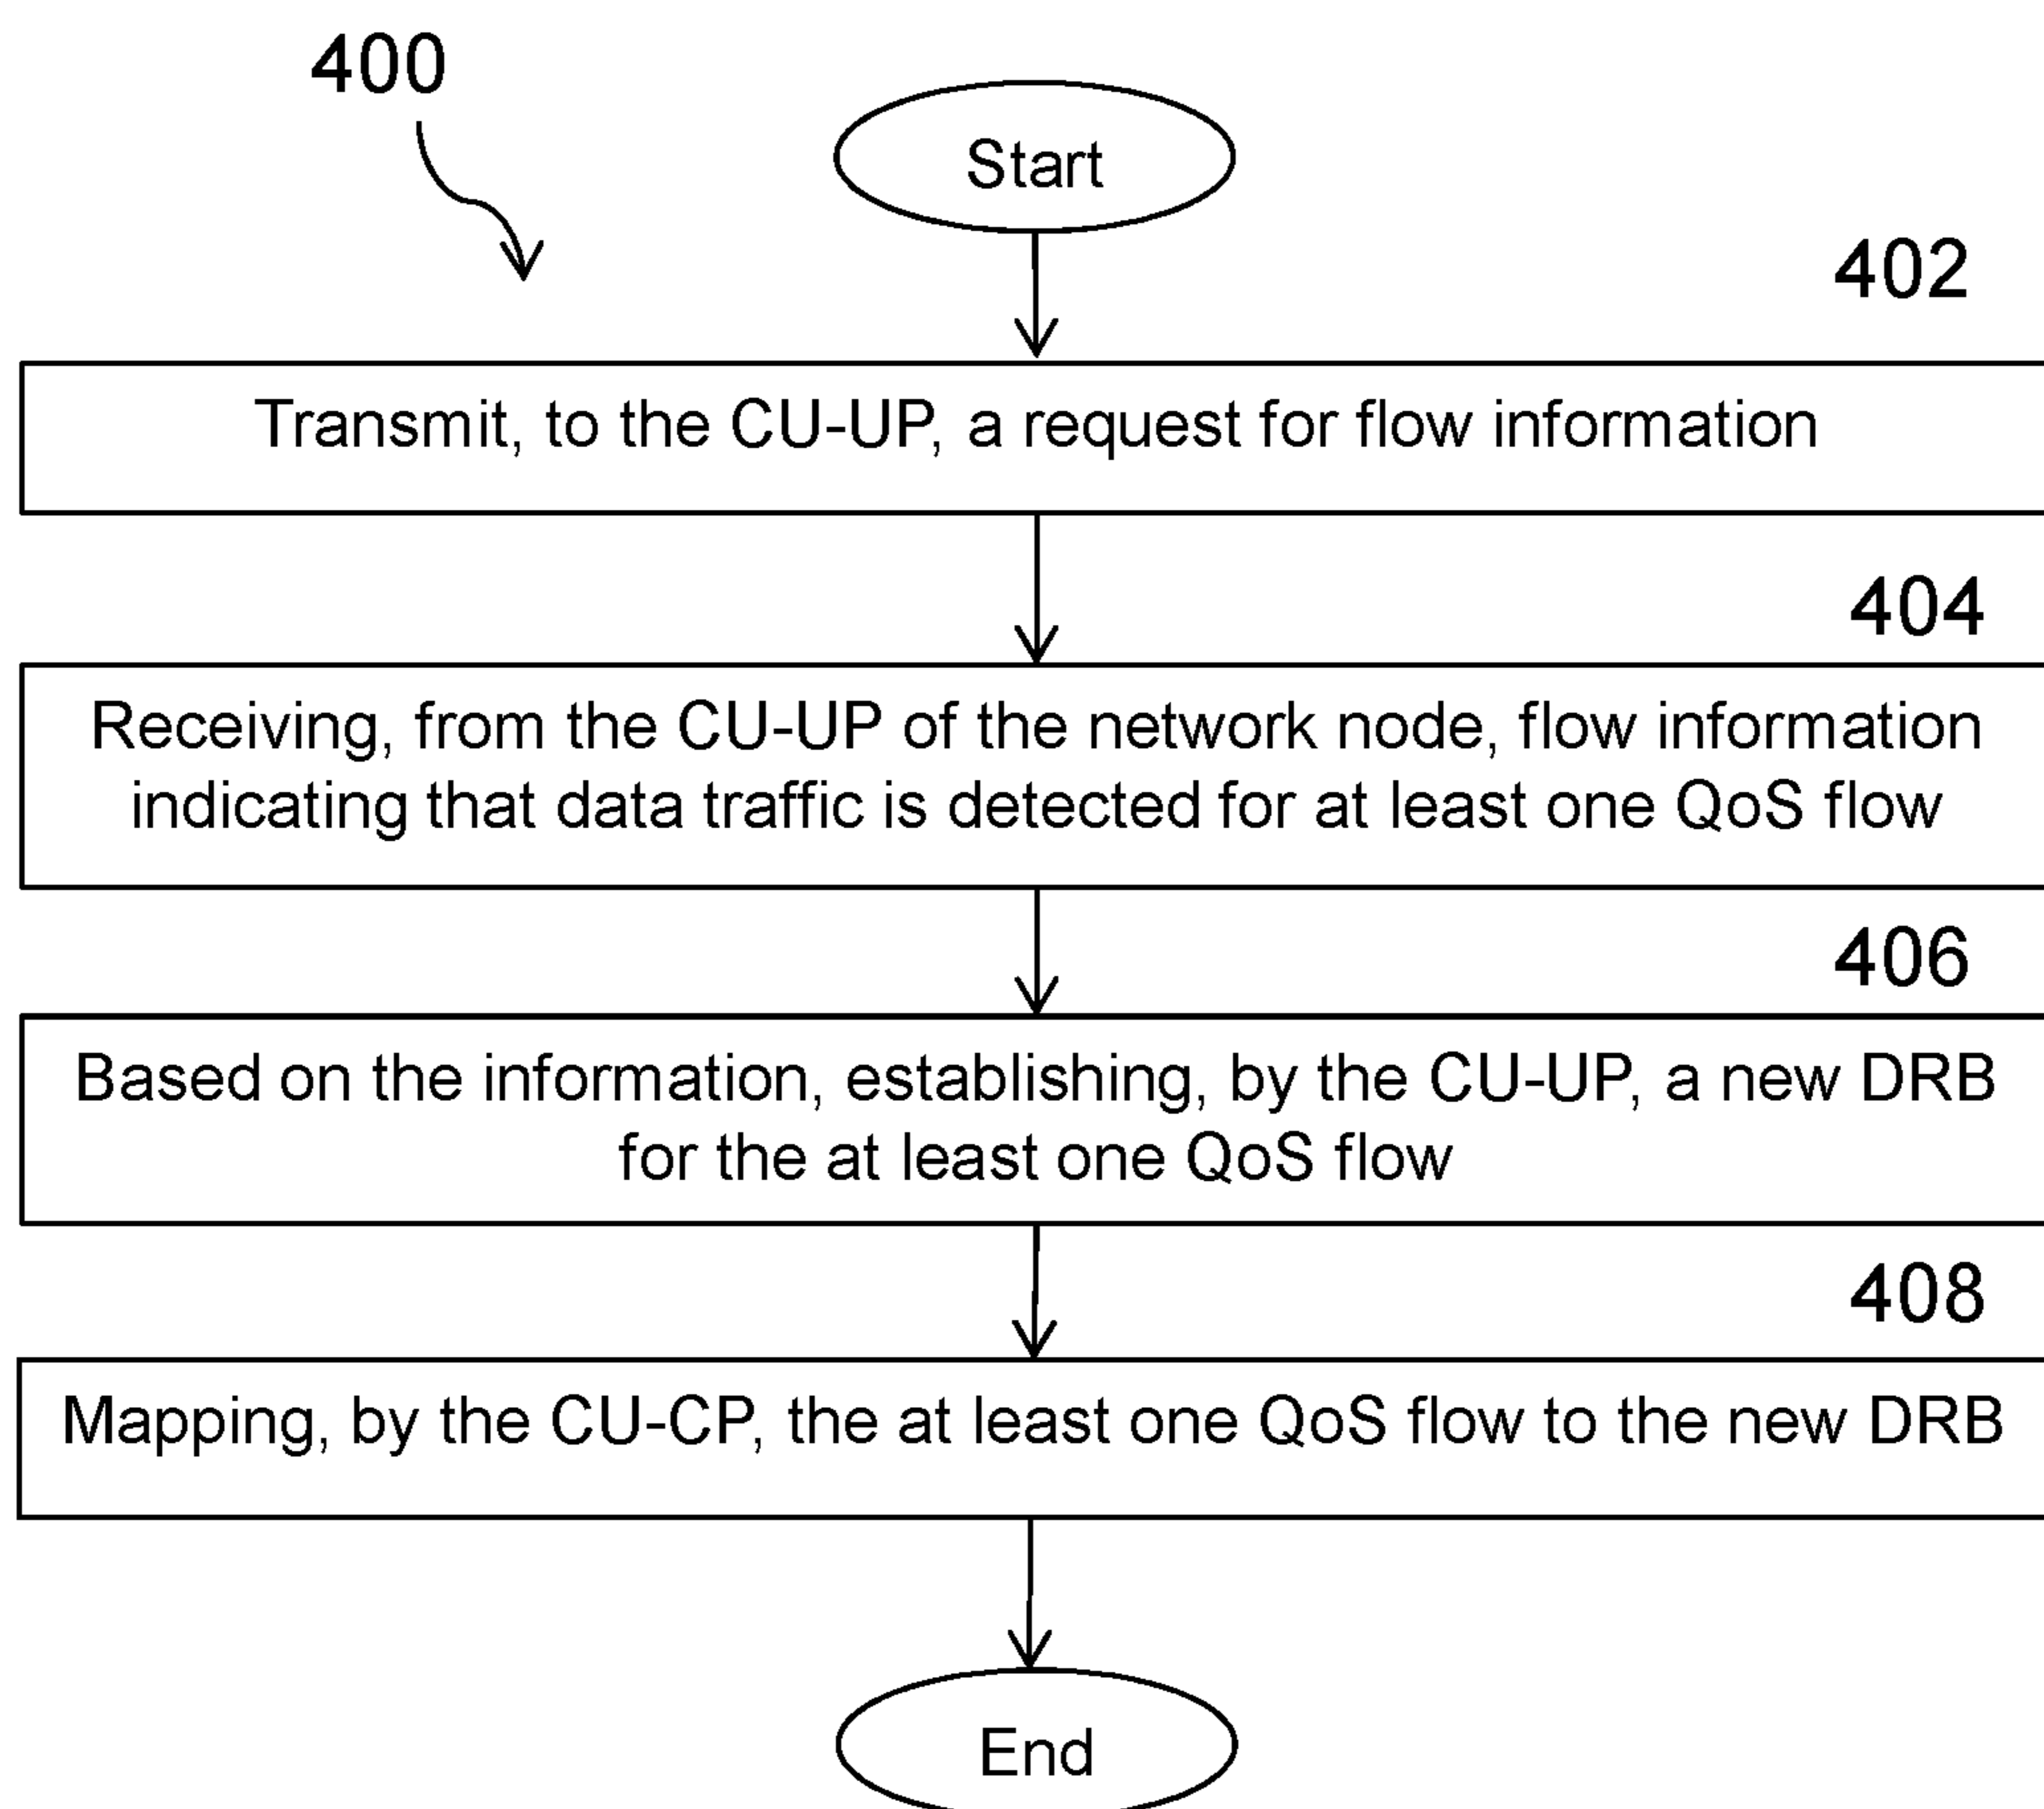 400
Start
402
Transmit, to the CU-UP, a request for flow information
404
Receiving, from the CU-UP of the network node, flow information
indicating that data traffic is detected for at least one QoS flow
406
Based on the information, establishing, by the CU-UP, a new DRB
for the at least one QoS flow
408
Mapping, by the CU-CP, the at least one QoS flow to the new DRB
End